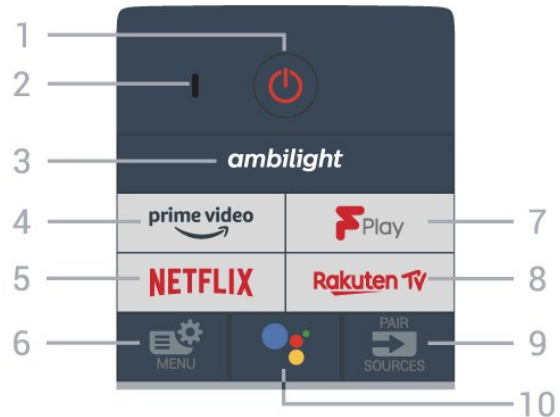 1
2
3
ambilight
4
prime video
F Play
7
5
NETFLIX
Rakuten TV
8
6
MENU
PAIR
SOURCES
9
10